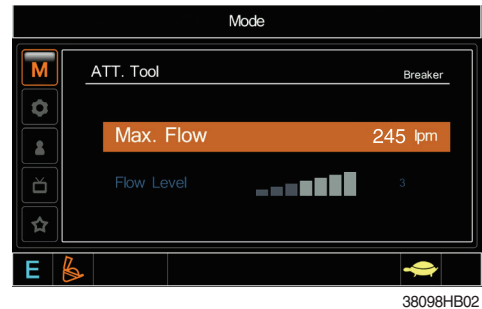 Mode
M
ATT. Tool
Breaker
Max. Flow 245 lpm
Flow Level 3
E
38098HB02